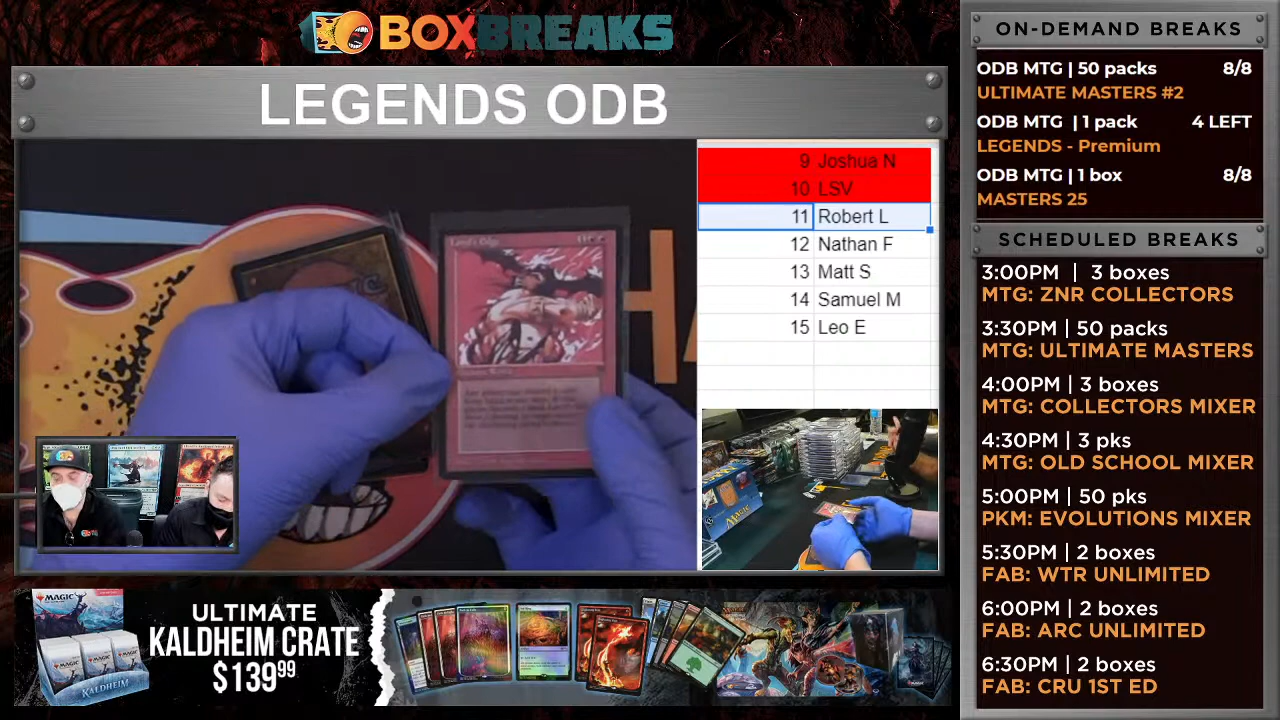 BOXBREAKS
LEGENDS ODB
9 Joshua N
10 LSV
11 Robert L
12 Nathan F
13 Matt S
14 Samuel M
15 Leo E
Land's Edge
MAGIC
ULTIMATE
KALDHEIM CRATE
$139.99
MAGIC
KALDHEIM
ON-DEMAND BREAKS
ODB MTG | 50 packs 8/8
ULTIMATE MASTERS #2
ODB MTG | 1 pack 4 LEFT
LEGENDS - Premium
ODB MTG | 1 box 8/8
MASTERS 25
SCHEDULED BREAKS
3:00PM | 3 boxes
MTG: ZNR COLLECTORS
3:30PM | 50 packs
MTG: ULTIMATE MASTERS
4:00PM | 3 boxes
MTG: COLLECTORS MIXER
4:30PM | 3 pks
MTG: OLD SCHOOL MIXER
5:00PM | 50 pks
PKM: EVOLUTIONS MIXER
5:30PM | 2 boxes
FAB: WTR UNLIMITED
6:00PM | 2 boxes
FAB: ARC UNLIMITED
6:30PM | 2 boxes
FAB: CRU 1ST ED